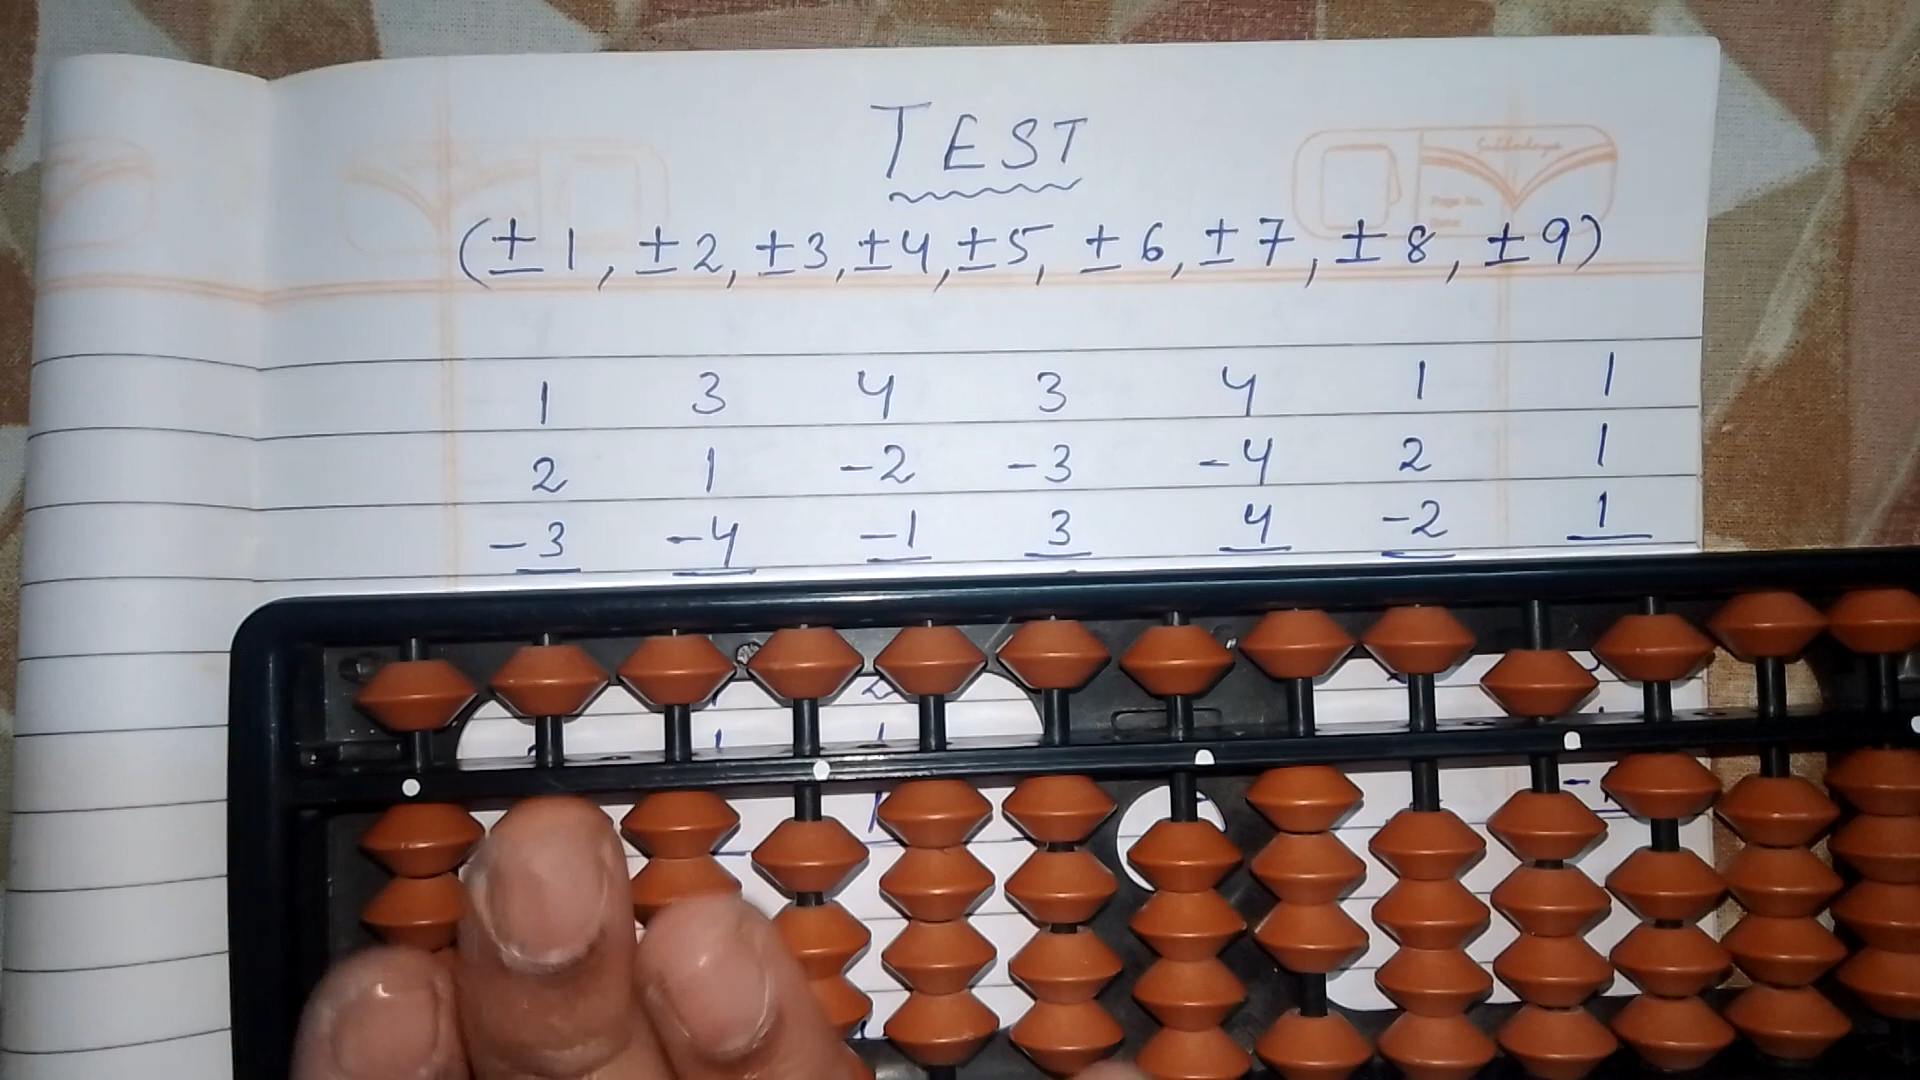 TEST
(±1, ±2, ±3, ±4, ±5, ±6, ±7, ±8, ±9)
1 3 4 3 4 1 1
2 1 -2 -3 -4 2 1
-3 -4 -1 3 4 -2 1